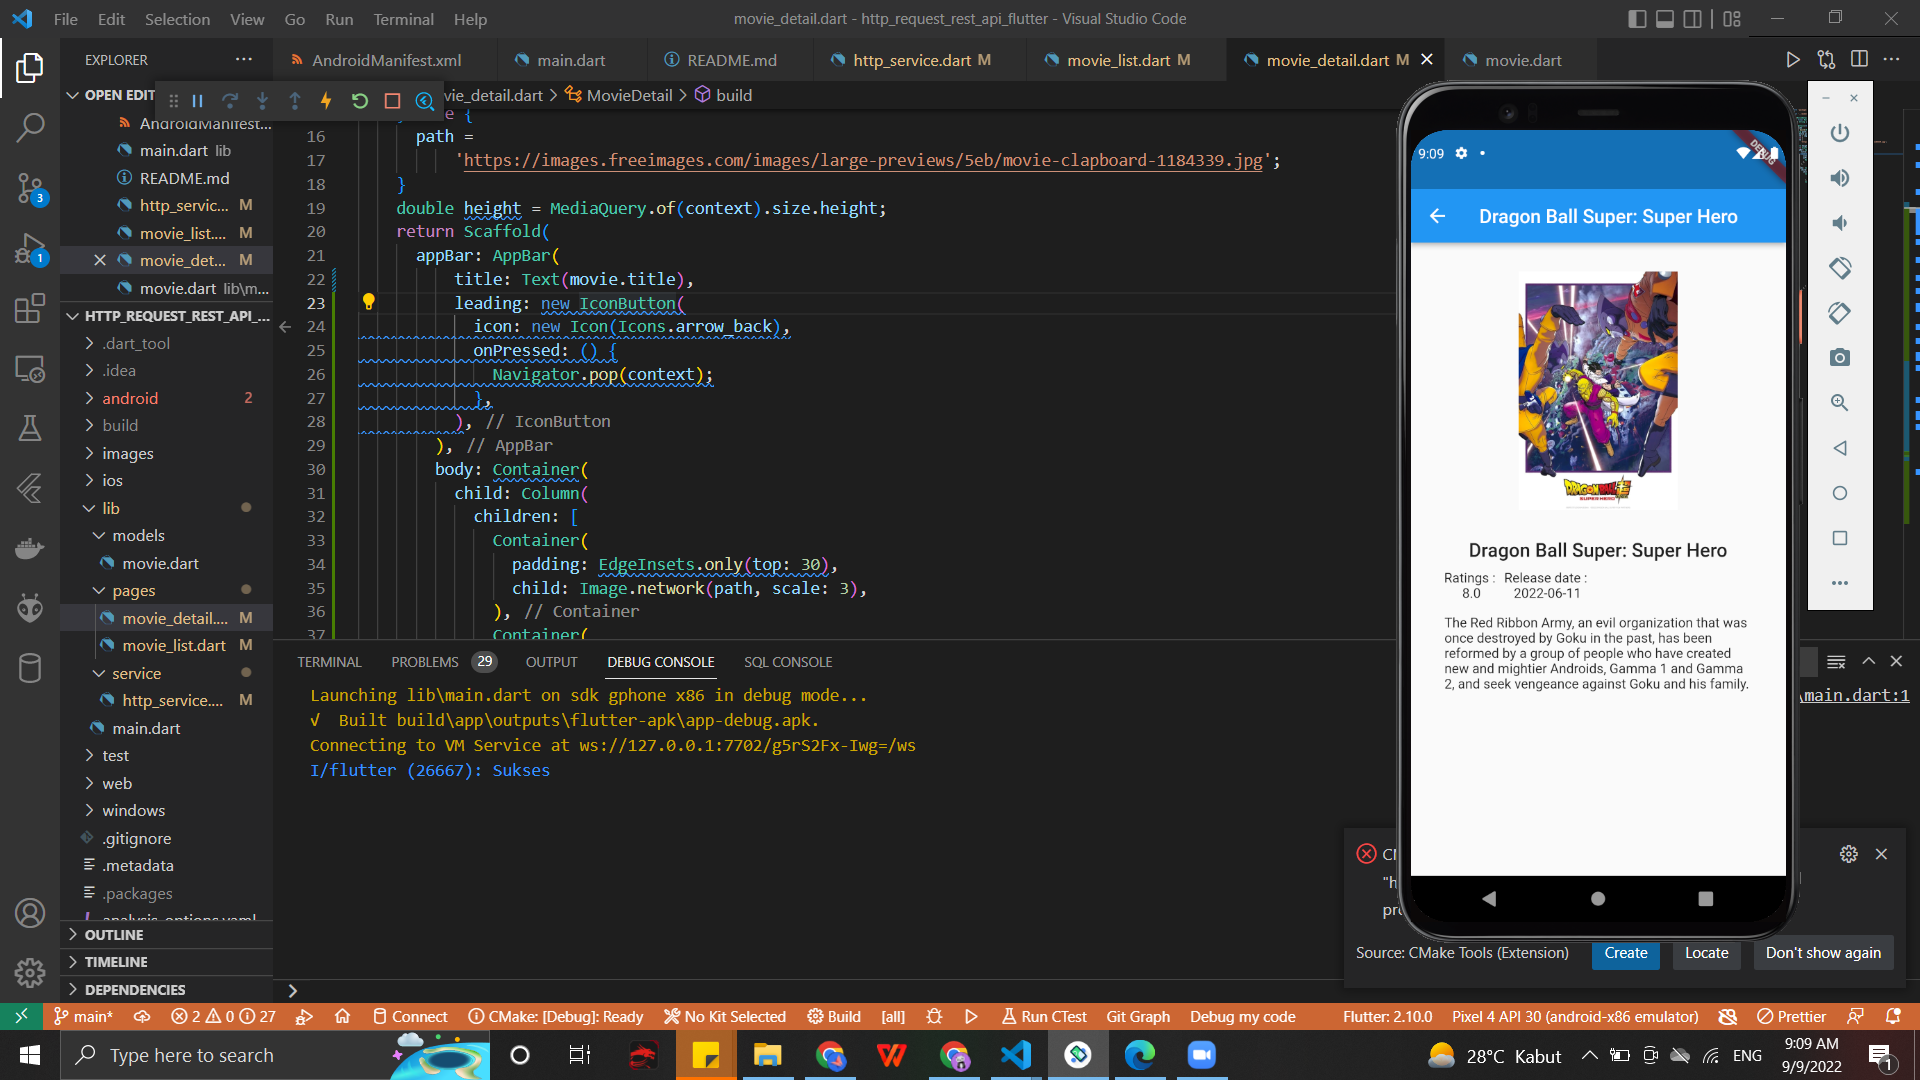 File Edit Selection View Go Run Terminal Help
movie_detail.dart - http_request_rest_api_flutter - Visual Studio Code
EXPLORER
AndroidManifest.xml
main.dart
README.md
http_service.dart M
movie_list.dart M
movie_detail.dart M
movie.dart
OPEN EDIT
vie_detail.dart > MovieDetail > build
AndroidManifest...
main.dart lib
README.md
http_servic... M
movie_list.... M
movie_det... M
movie.dart lib\m...
HTTP_REQUEST_REST_API_...
.dart_tool
.idea
android 2
build
images
ios
lib
models
movie.dart
pages
movie_detail.... M
movie_list.dart M
service
http_service.... M
main.dart
test
web
windows
.gitignore
.metadata
.packages
analysis_options.yaml
OUTLINE
TIMELINE
DEPENDENCIES
3
1
16 path =
17 'https://images.freeimages.com/images/large-previews/5eb/movie-clapboard-1184339.jpg';
18 }
19 double height = MediaQuery.of(context).size.height;
20 return Scaffold(
21 appBar: AppBar(
22 title: Text(movie.title),
23 leading: new IconButton(
24 icon: new Icon(Icons.arrow_back),
25 onPressed: () {
26 Navigator.pop(context);
27 },
28 ), // IconButton
29 ), // AppBar
30 body: Container(
31 child: Column(
32 children: [
33 Container(
34 padding: EdgeInsets.only(top: 30),
35 child: Image.network(path, scale: 3),
36 ), // Container
37 Container(
TERMINAL PROBLEMS 29 OUTPUT DEBUG CONSOLE SQL CONSOLE
Launching lib\main.dart on sdk gphone x86 in debug mode...
√ Built build\app\outputs\flutter-apk\app-debug.apk.
Connecting to VM Service at ws://127.0.0.1:7702/g5rS2Fx-Iwg=/ws
I/flutter (26667): Sukses
\main.dart:1
9:09
DEBUG
Dragon Ball Super: Super Hero
DRAGONBALL
SUPER HERO
Dragon Ball Super: Super Hero
Ratings : Release date :
8.0 2022-06-11
The Red Ribbon Army, an evil organization that was
once destroyed by Goku in the past, has been
reformed by a group of people who have created
new and mightier Androids, Gamma 1 and Gamma
2, and seek vengeance against Goku and his family.
Source: CMake Tools (Extension)
Create
Locate
Don't show again
main* 2 0 27 Connect CMake: [Debug]: Ready No Kit Selected Build [all] Run CTest Git Graph Debug my code Flutter: 2.10.0 Pixel 4 API 30 (android-x86 emulator) Prettier
Type here to search
28°C Kabut
ENG
9:09 AM
9/9/2022
1